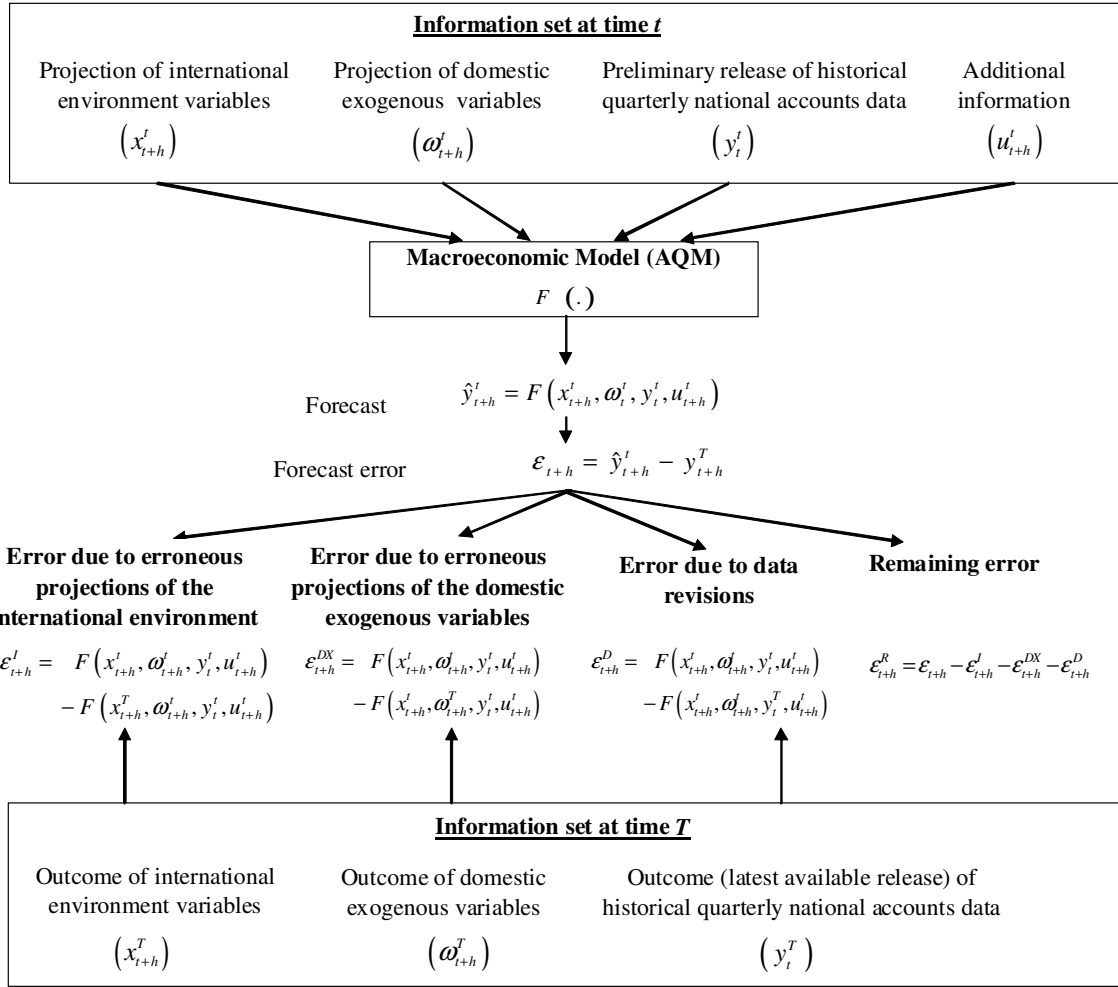 Information set at time t
Projection of international environment variables
(x^t_{t+h})
Projection of domestic exogenous variables
(ω^t_{t+h})
Preliminary release of historical quarterly national accounts data
(y^t_t)
Additional information
(u^t_{t+h})
Macroeconomic Model (AQM)
F (.)
Forecast
ŷ^t_{t+h} = F(x^t_{t+h}, ω^t_t, y^t_t, u^t_{t+h})
Forecast error
ε_{t+h} = ŷ^t_{t+h} − y^T_{t+h}
Error due to erroneous
projections of the
international environment
ε^I_{t+h} = F(x^t_{t+h}, ω^t_{t+h}, y^t_t, u^t_{t+h})
− F(x^T_{t+h}, ω^t_{t+h}, y^t_t, u^t_{t+h})
Error due to erroneous
projections of the domestic
exogenous variables
ε^{DX}_{t+h} = F(x^t_{t+h}, ω^t_{t+h}, y^t_t, u^t_{t+h})
− F(x^t_{t+h}, ω^T_{t+h}, y^t_t, u^t_{t+h})
Error due to data
revisions
ε^D_{t+h} = F(x^t_{t+h}, ω^t_{t+h}, y^t_t, u^t_{t+h})
− F(x^t_{t+h}, ω^t_{t+h}, y^T_t, u^t_{t+h})
Remaining error
ε^R_{t+h} = ε_{t+h} − ε^I_{t+h} − ε^{DX}_{t+h} − ε^D_{t+h}
Information set at time T
Outcome of international
environment variables
(x^T_{t+h})
Outcome of domestic
exogenous variables
(ω^T_{t+h})
Outcome (latest available release) of
historical quarterly national accounts data
(y^T_t)